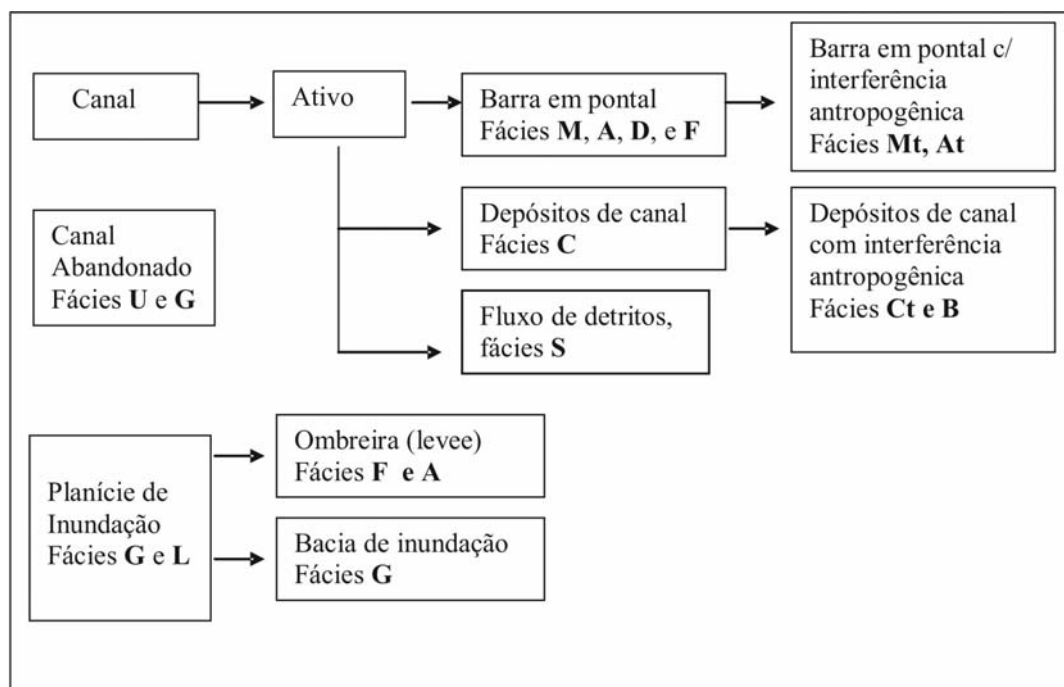 Canal
Ativo
Barra em pontal
Fácies M, A, D, e F
Barra em pontal c/
interferência
antropogênica
Fácies Mt, At
Canal
Abandonado
Fácies U e G
Depósitos de canal
Fácies C
Depósitos de canal
com interferência
antropogênica
Fácies Ct e B
Fluxo de detritos,
fácies S
Planície de
Inundação
Fácies G e L
Ombreira (levee)
Fácies F e A
Bacia de inundação
Fácies G